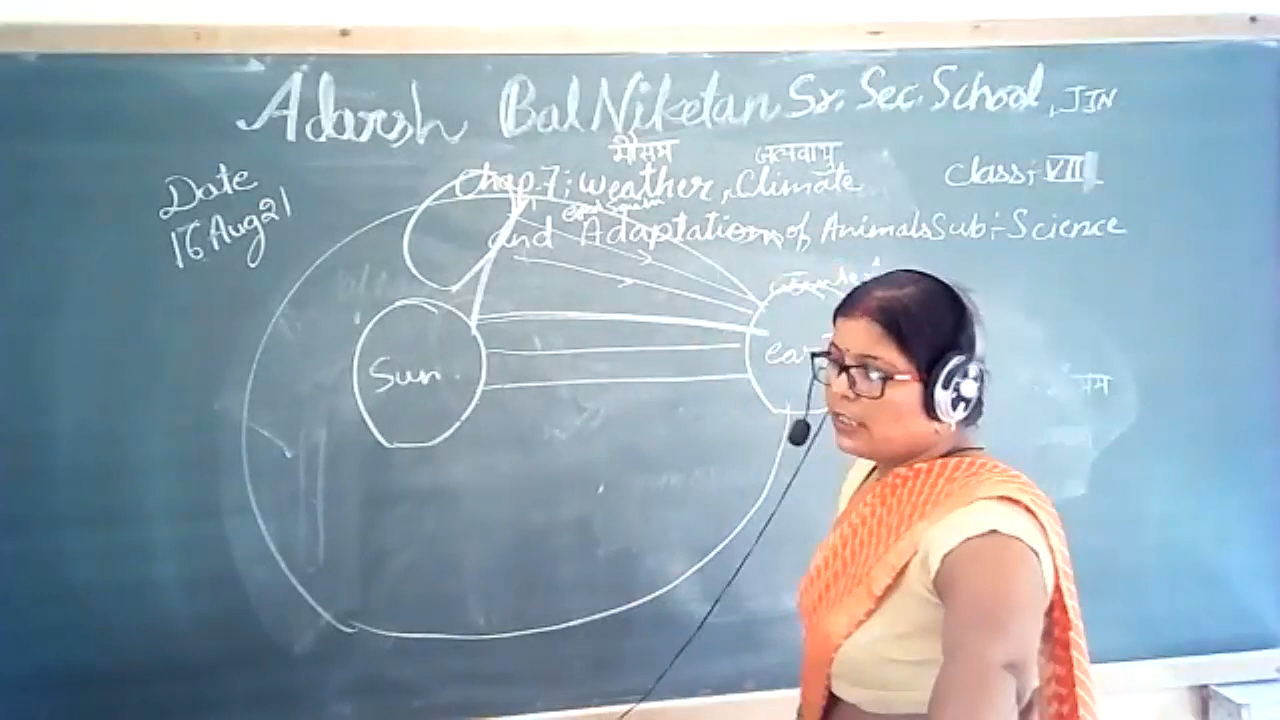 Adarsh Bal Niketan Sr. Sec. School, JJN
मौसम जलवायु
Date
16 Aug 21
Chap. 7 : Weather, Climate
and Adaptations of Animals
Class:- VII
Sub:- Science
Sun
ear